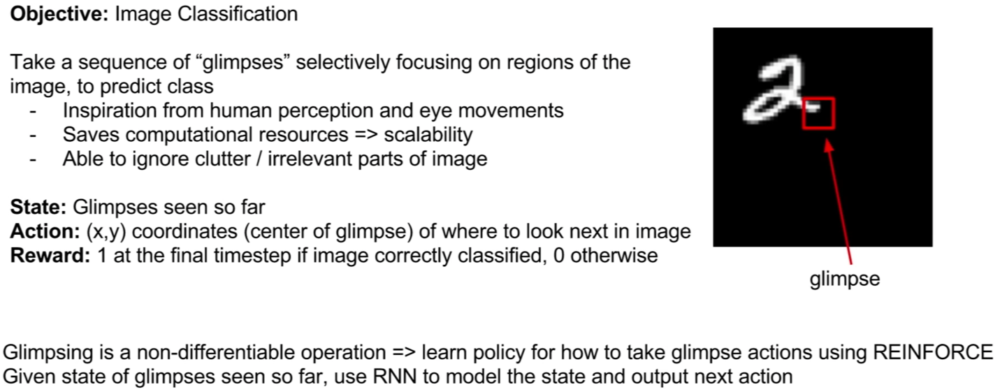 Objective: Image Classification
Take a sequence of “glimpses” selectively focusing on regions of the
image, to predict class
- Inspiration from human perception and eye movements
- Saves computational resources => scalability
- Able to ignore clutter / irrelevant parts of image
State: Glimpses seen so far
Action: (x,y) coordinates (center of glimpse) of where to look next in image
Reward: 1 at the final timestep if image correctly classified, 0 otherwise
2
glimpse
Glimpsing is a non-differentiable operation => learn policy for how to take glimpse actions using REINFORCE
Given state of glimpses seen so far, use RNN to model the state and output next action